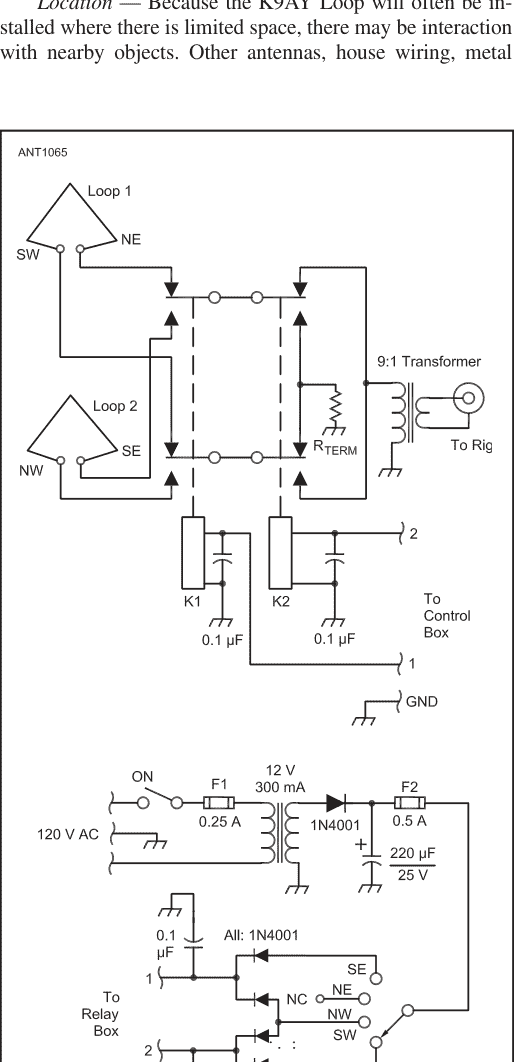 Location — Because the K9AY Loop will often be in-
stalled where there is limited space, there may be interaction
with nearby objects. Other antennas, house wiring, metal
ANT1065
Loop 1
SW
NE
9:1 Transformer
Loop 2
NW
SE
R TERM
To Rig
K1
K2
0.1 µF
0.1 µF
2
To
Control
Box
1
GND
ON
F1
0.25 A
12 V
300 mA
1N4001
F2
0.5 A
120 V AC
+
220 µF
25 V
0.1
µF
All: 1N4001
1
SE
NC
NE
To
Relay
Box
NW
SW
2